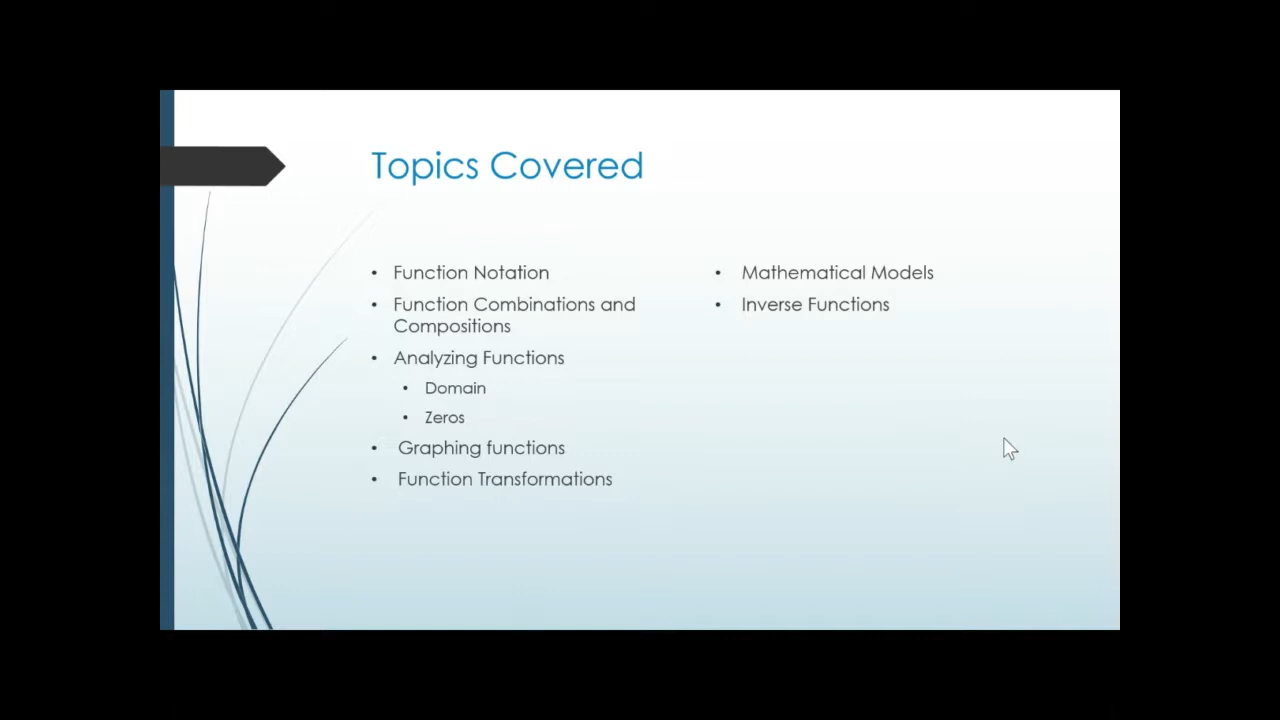 Topics Covered
• Function Notation
• Function Combinations and
Compositions
• Analyzing Functions
• Domain
• Zeros
• Graphing functions
• Function Transformations
• Mathematical Models
• Inverse Functions